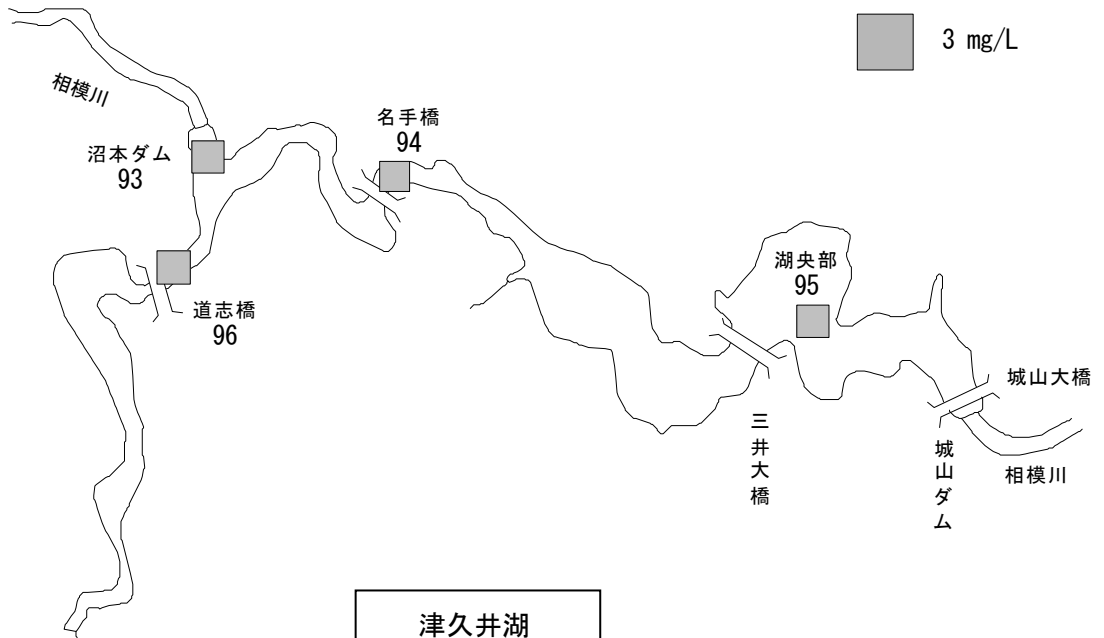 3 mg/L
相模川
名手橋
94
沼本ダム
93
湖央部
95
道志橋
96
城山大橋
三井大橋
城山ダム
相模川
津久井湖